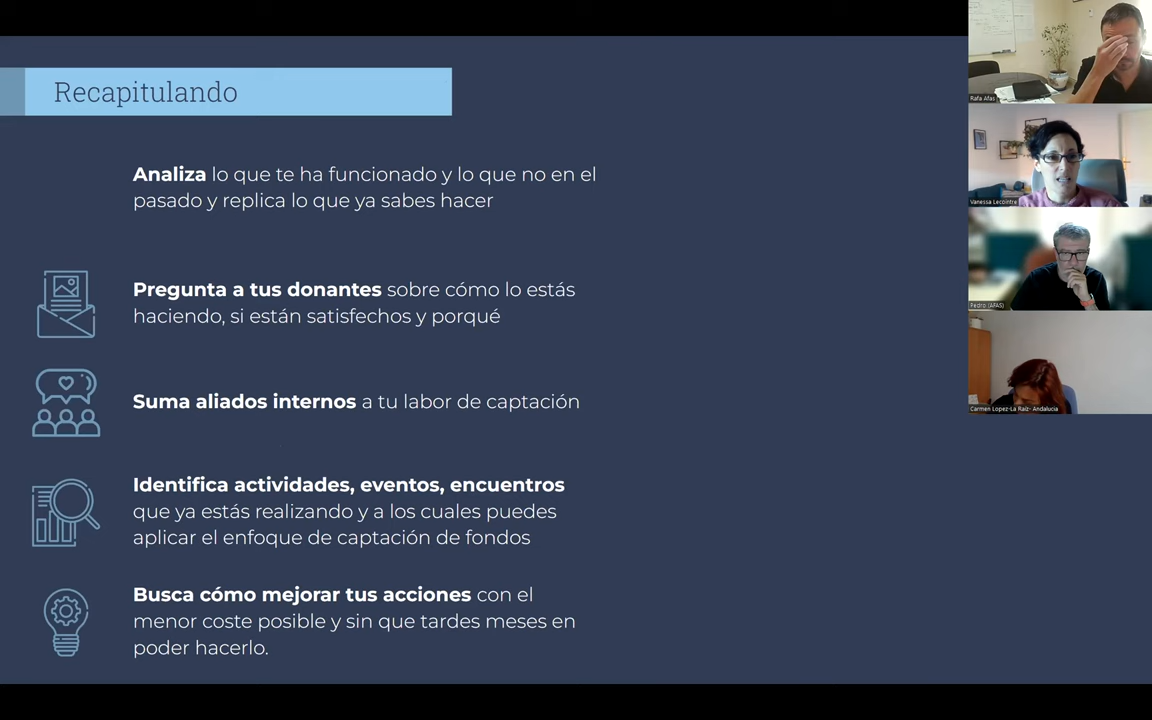 Recapitulando
Analiza lo que te ha funcionado y lo que no en el
pasado y replica lo que ya sabes hacer
Pregunta a tus donantes sobre cómo lo estás
haciendo, si están satisfechos y porqué
Suma aliados internos a tu labor de captación
Identifica actividades, eventos, encuentros
que ya estás realizando y a los cuales puedes
aplicar el enfoque de captación de fondos
Busca cómo mejorar tus acciones con el
menor coste posible y sin que tardes meses en
poder hacerlo.
Rafa Afas
Vanessa Lecointre
Pedro (AFAS)
Carmen Lopez-La Raiz- Andalucia